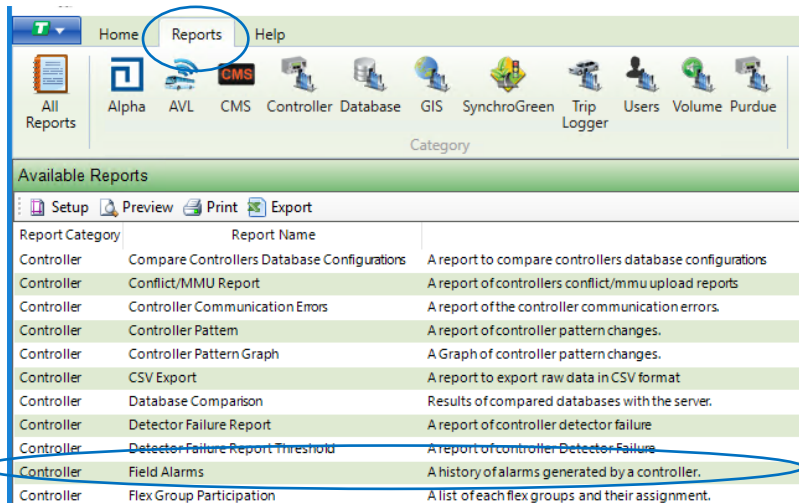 T
Home Reports Help
CMS
All Reports Alpha AVL CMS Controller Database GIS SynchroGreen Trip Logger Users Volume Purdue
Category
Available Reports
Setup Preview Print Export
Report Category Report Name
Controller Compare Controllers Database Configurations A report to compare controllers database configurations
Controller Conflict/MMU Report A report of controllers conflict/mmu upload reports
Controller Controller Communication Errors A report of the controller communication errors.
Controller Controller Pattern A report of controller pattern changes.
Controller Controller Pattern Graph A Graph of controller pattern changes.
Controller CSV Export A report to export raw data in CSV format
Controller Database Comparison Results of compared databases with the server.
Controller Detector Failure Report A report of controller detector failure
Controller Detector Failure Report Threshold A report of controller Detector Failure
Controller Field Alarms A history of alarms generated by a controller.
Controller Flex Group Participation A list of each flex groups and their assignment.